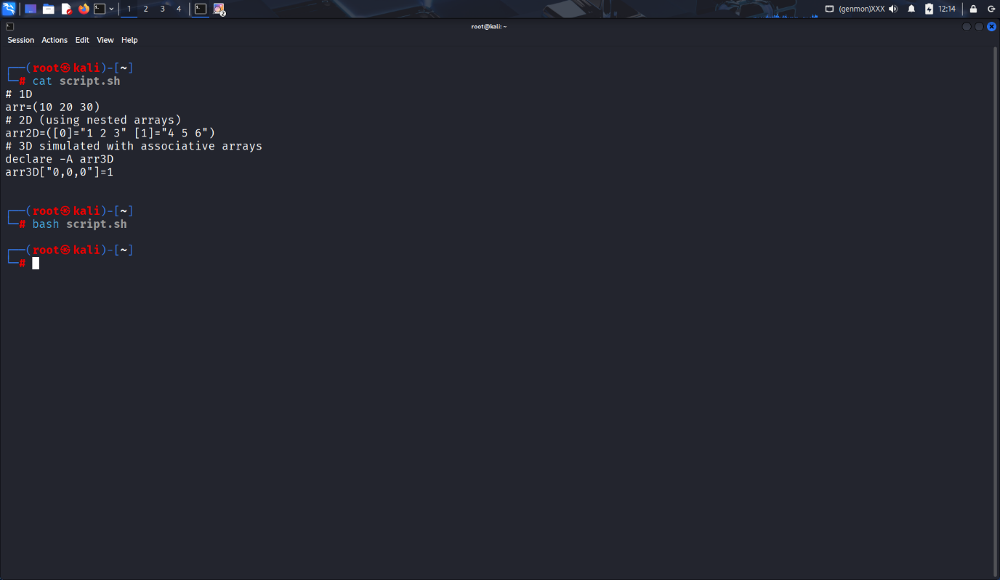 1 2 3 4 2 (genmon)XXX 12:14
root@kali: ~
Session Actions Edit View Help
┌──(root㉿kali)-[~]
└─# cat script.sh
# 1D
arr=(10 20 30)
# 2D (using nested arrays)
arr2D=([0]="1 2 3" [1]="4 5 6")
# 3D simulated with associative arrays
declare -A arr3D
arr3D["0,0,0"]=1
┌──(root㉿kali)-[~]
└─# bash script.sh
┌──(root㉿kali)-[~]
└─#